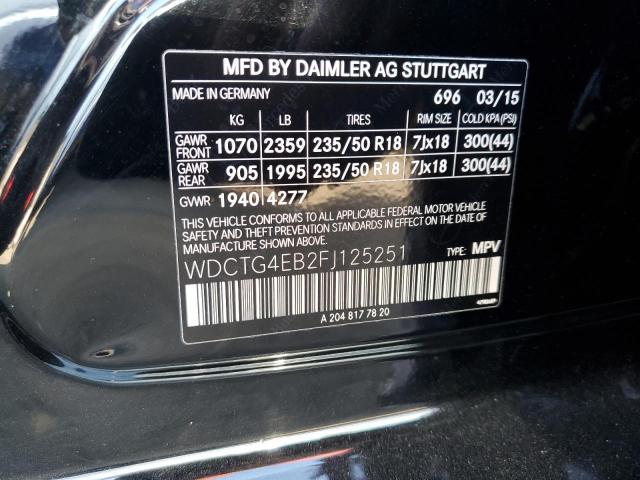 MFD BY DAIMLER AG STUTTGART
MADE IN GERMANY 696 03/15
KG LB TIRES RIM SIZE COLD KPA(PSI)
GAWR FRONT 1070 2359 235/50 R18 7Jx18 300(44)
GAWR REAR 905 1995 235/50 R18 7Jx18 300(44)
GVWR 1940 4277
THIS VEHICLE CONFORMS TO ALL APPLICABLE FEDERAL MOTOR VEHICLE
SAFETY BUMPER, AND THEFT PREVENTION STANDARDS IN EFFECT ON THE
DATE OF MANUFACTURE SHOWN ABOVE.
WDCTG4EB2FJ125251 TYPE: MPV
A 204 817 78 20